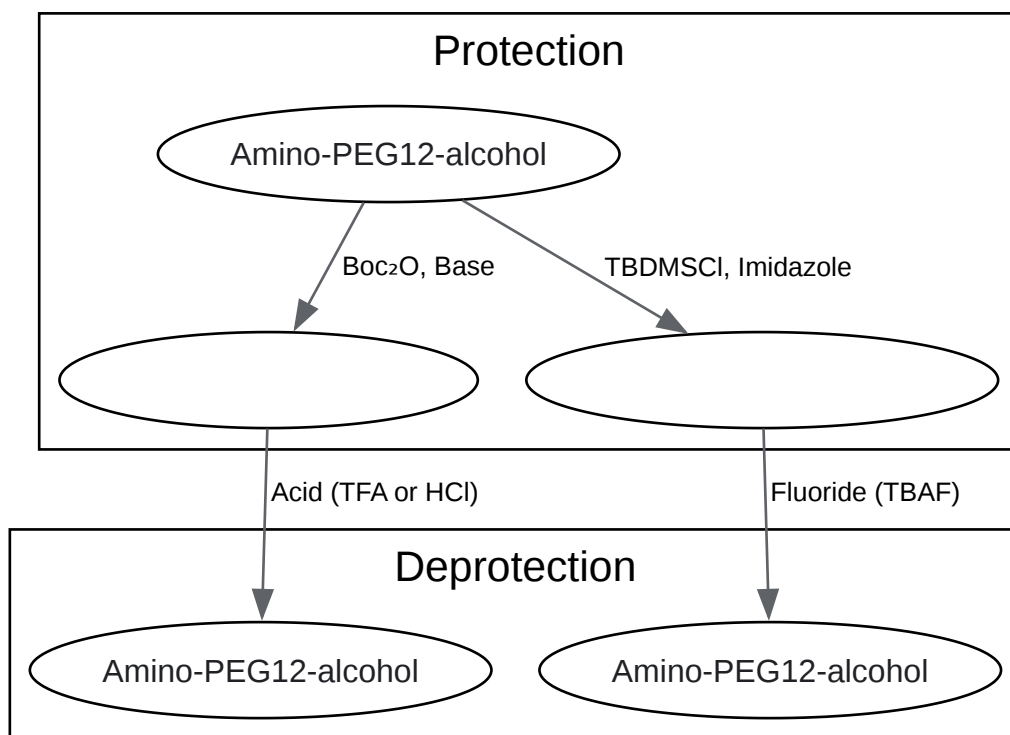 Protection
Amino-PEG12-alcohol
Boc₂O, Base
TBDMSCl, Imidazole
Acid (TFA or HCl)
Fluoride (TBAF)
Deprotection
Amino-PEG12-alcohol
Amino-PEG12-alcohol